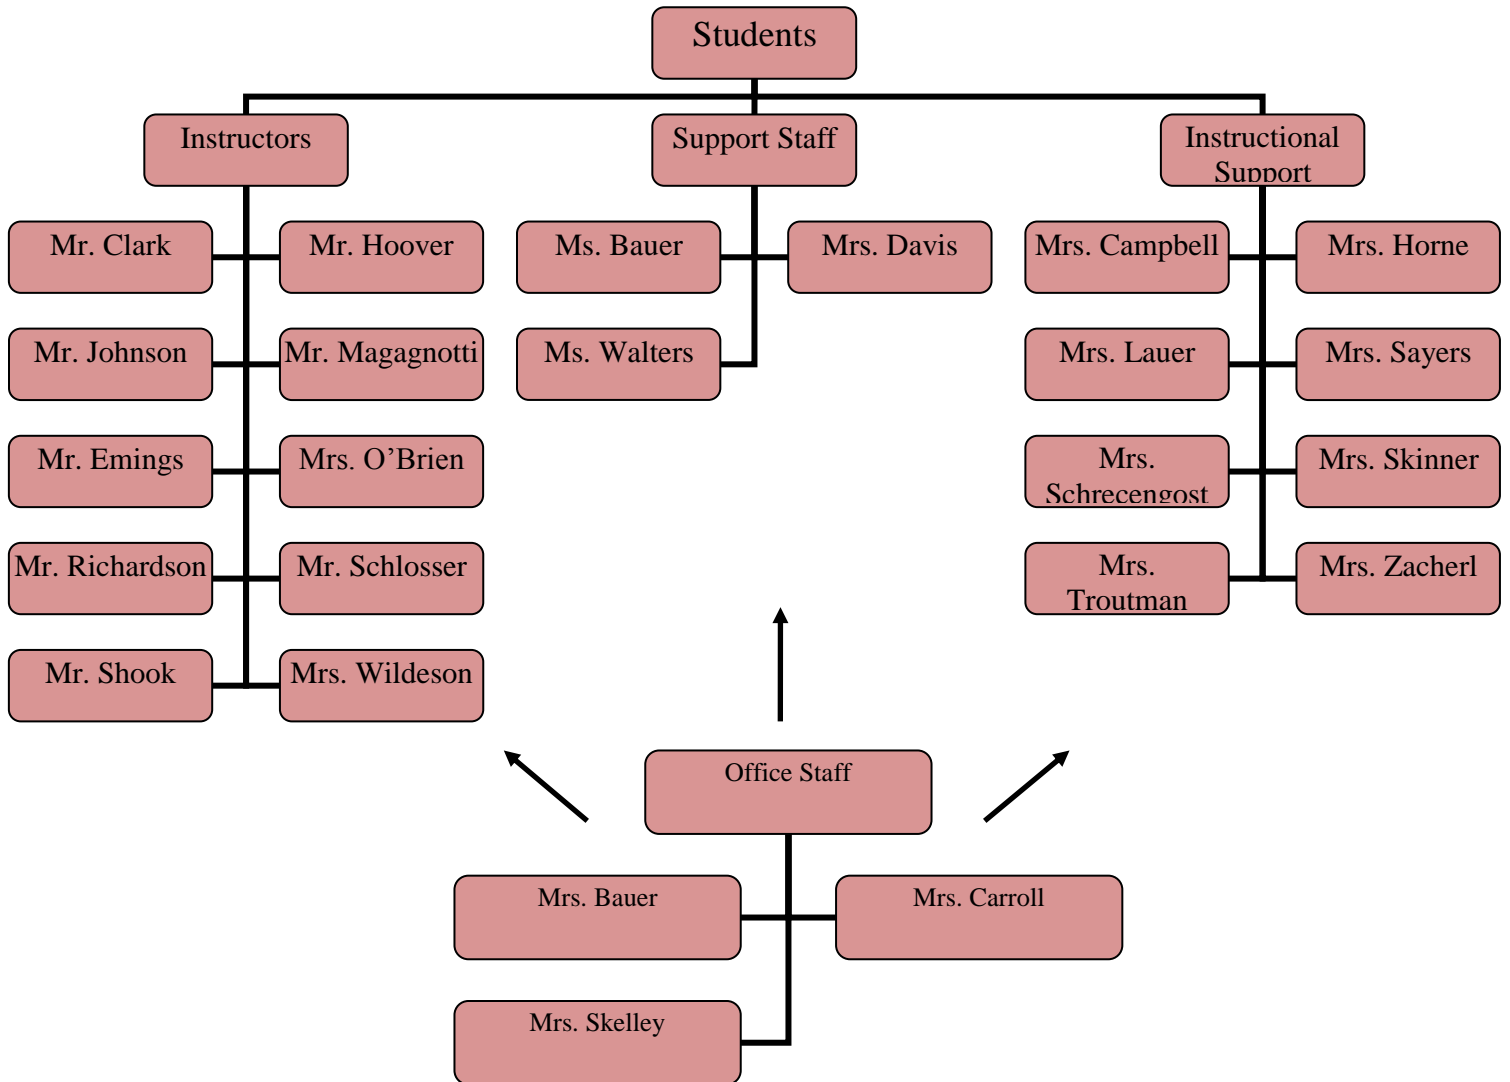 Students
Instructors
Support Staff
Instructional
Support
Mr. Clark
Mr. Hoover
Ms. Bauer
Mrs. Davis
Mrs. Campbell
Mrs. Horne
Mr. Johnson
Mr. Magagnotti
Ms. Walters
Mrs. Lauer
Mrs. Sayers
Mr. Emings
Mrs. O’Brien
Mrs.
Schrecengost
Mrs. Skinner
Mr. Richardson
Mr. Schlosser
Mrs.
Troutman
Mrs. Zacherl
Mr. Shook
Mrs. Wildeson
Office Staff
Mrs. Bauer
Mrs. Carroll
Mrs. Skelley